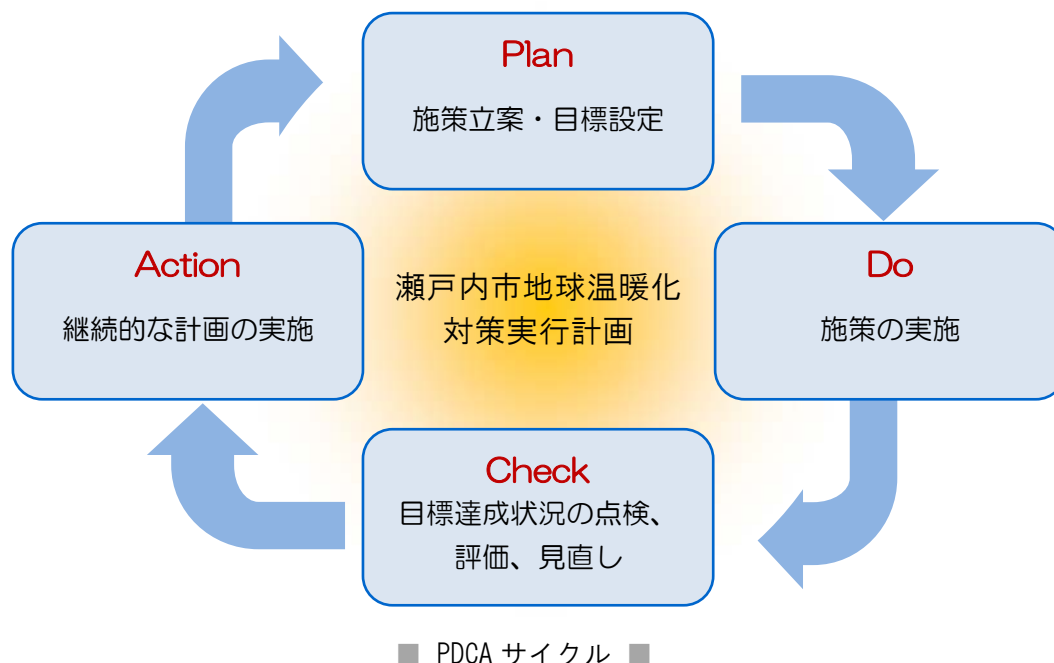 Plan
施策立案・目標設定
Action
継続的な計画の実施
瀬戸内市地球温暖化
対策実行計画
Do
施策の実施
Check
目標達成状況の点検、
評価、見直し
■ PDCA サイクル ■